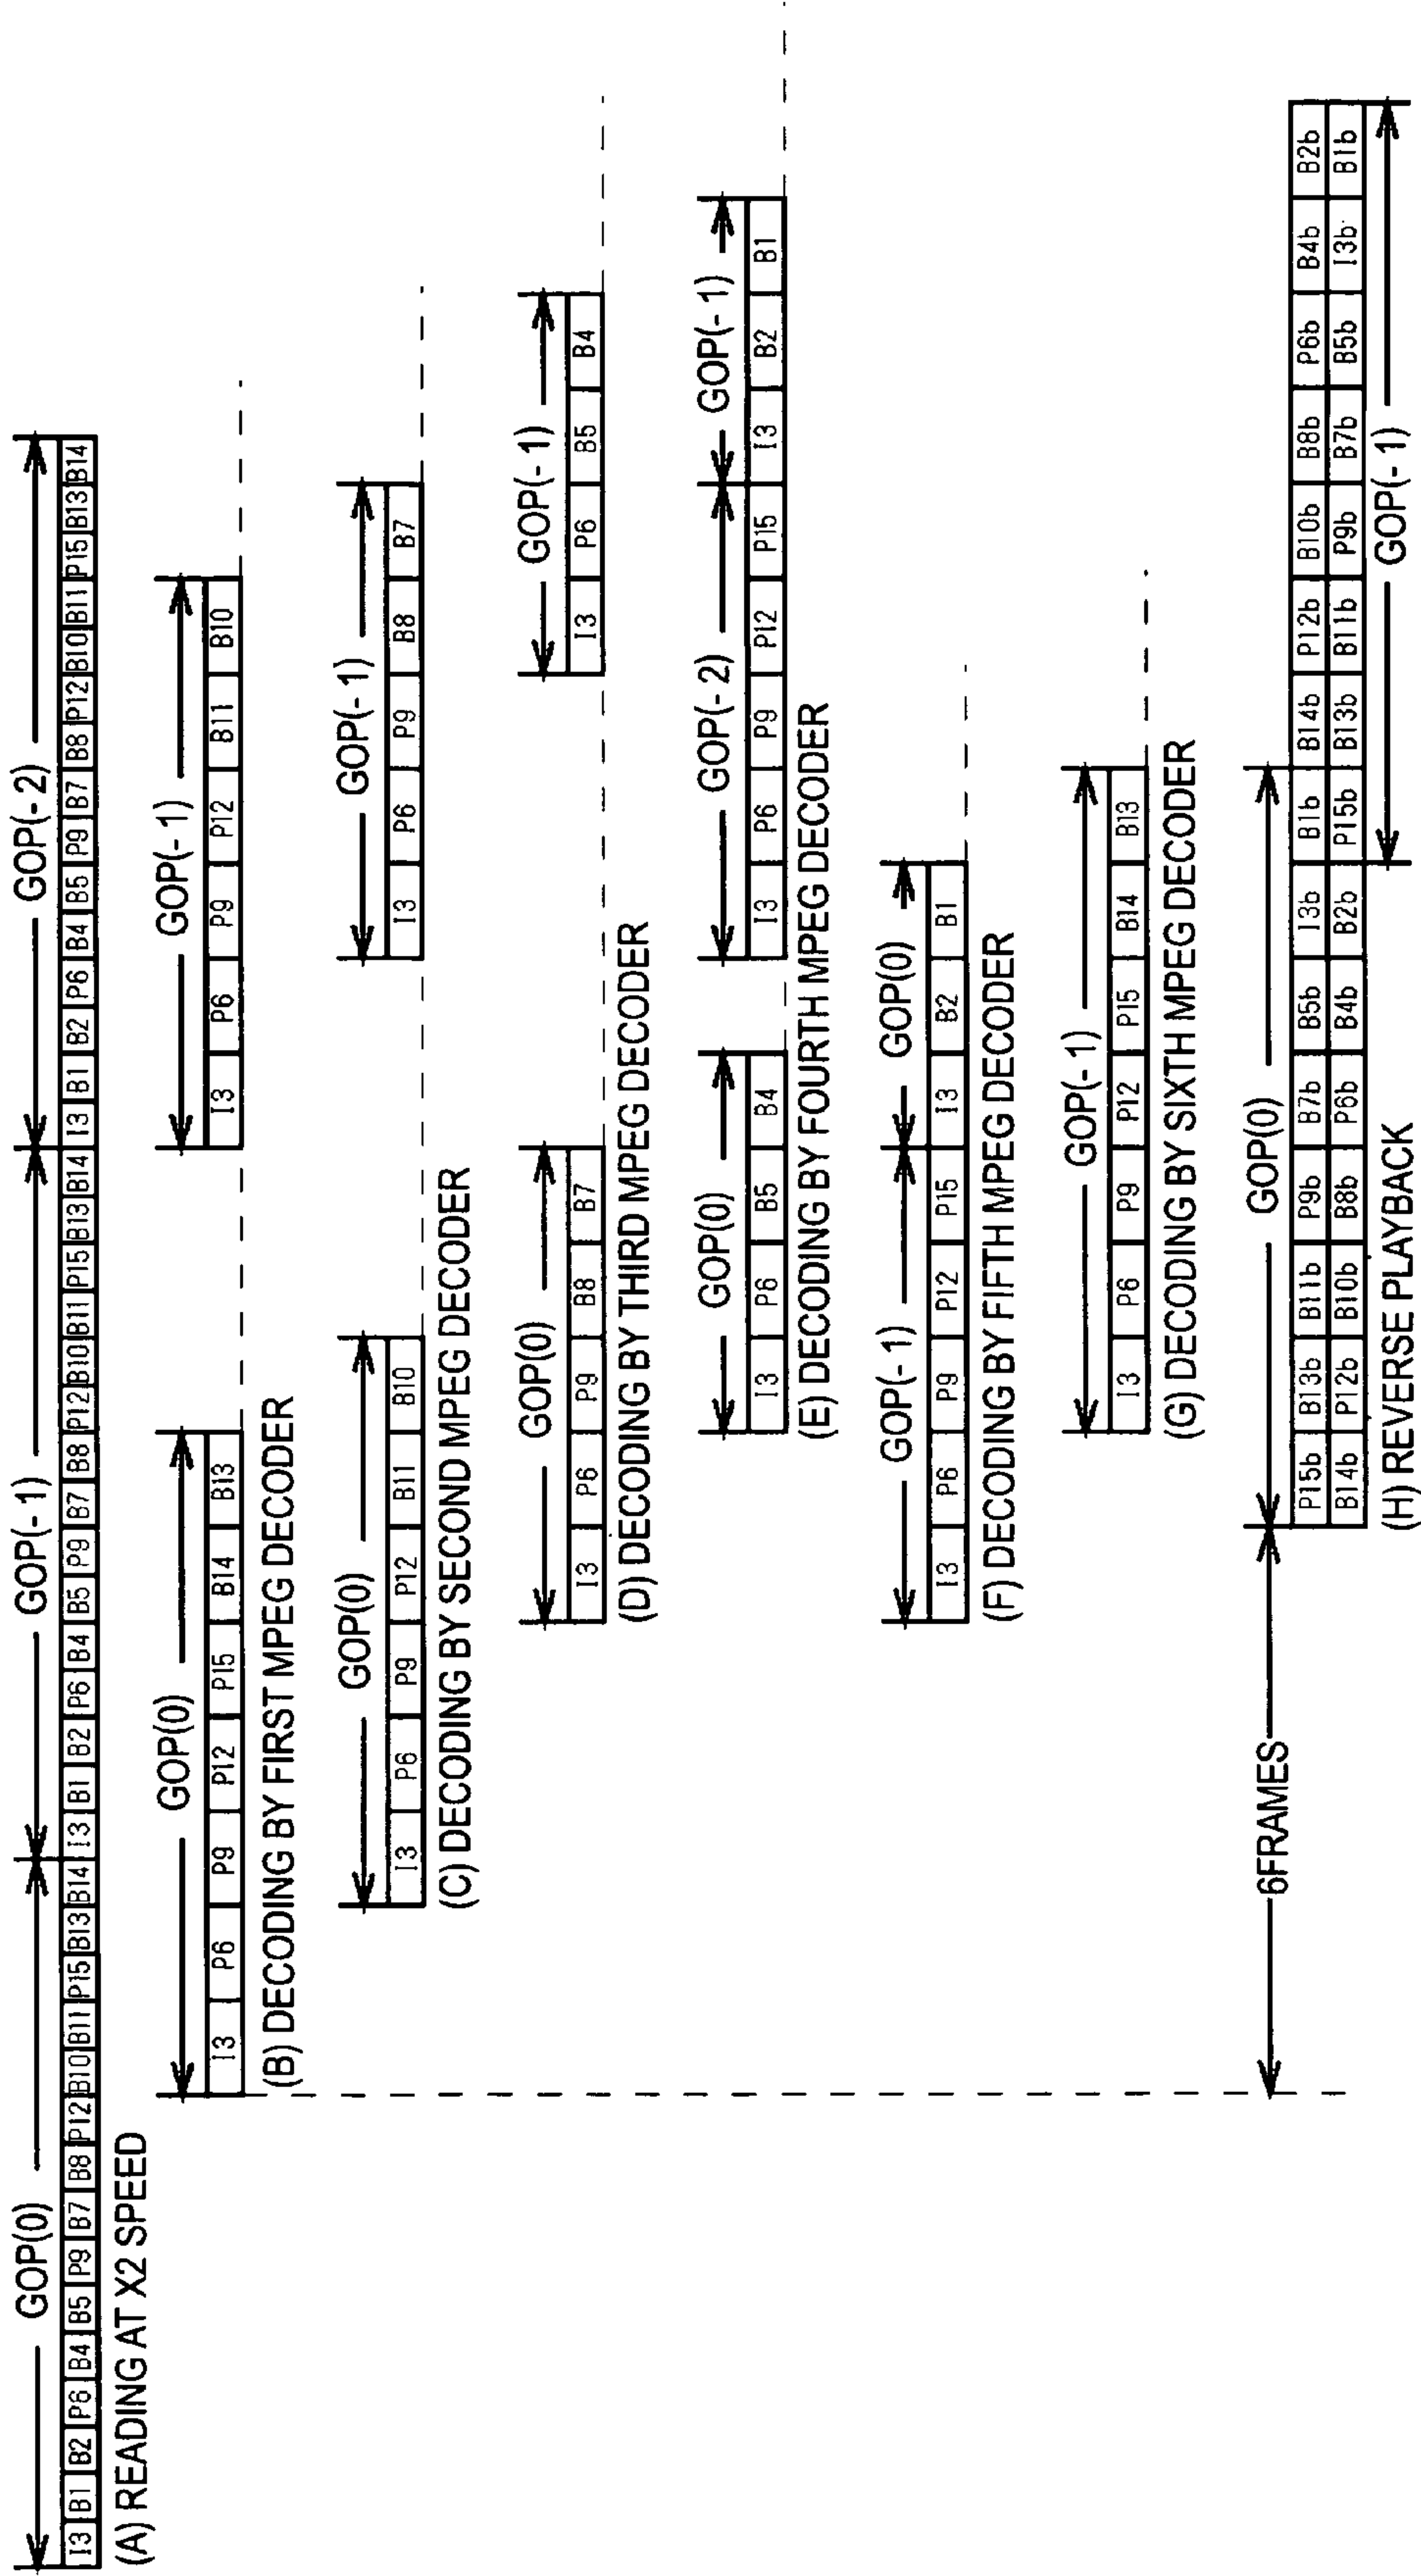 GOP(0) GOP(-1) GOP(-2)
I3 B1 B2 P6 B4 B5 P9 B7 B8 P12 B10 B11 P15 B13 B14 I3 B1 B2 P6 B4 B5 P9 B7 B8 P12 B10 B11 P15 B13 B14 I3 B1 B2 P6 B4 B5 P9 B7 B8 P12 B10 B11 P15 B13 B14
(A) READING AT X2 SPEED
GOP(0) GOP(-1)
I3 P6 P9 P12 P15 B14 B13 I3 P6 P9 P12 B11 B10
(B) DECODING BY FIRST MPEG DECODER
GOP(0) GOP(-1)
I3 P6 P9 P12 B11 B10 I3 P6 P9 B8 B7
(C) DECODING BY SECOND MPEG DECODER
GOP(0) GOP(-1)
I3 P6 P9 B8 B7 I3 P6 B5 B4
(D) DECODING BY THIRD MPEG DECODER
GOP(0) GOP(-2) GOP(-1)
I3 P6 B5 B4 I3 P6 P9 P12 P15 I3 B2 B1
(E) DECODING BY FOURTH MPEG DECODER
GOP(-1) GOP(0)
I3 P6 P9 P12 P15 I3 B2 B1
(F) DECODING BY FIFTH MPEG DECODER
GOP(-1)
I3 P6 P9 P12 P15 B14 B13
(G) DECODING BY SIXTH MPEG DECODER
6FRAMES GOP(0)
P15b B13b B11b P9b B7b B5b I3b B1b B14b P12b B10b B8b P6b B4b B2b
B14b P12b B10b B8b P6b B4b B2b P15b B13b B11b P9b B7b B5b I3b B1b
GOP(-1)
(H) REVERSE PLAYBACK